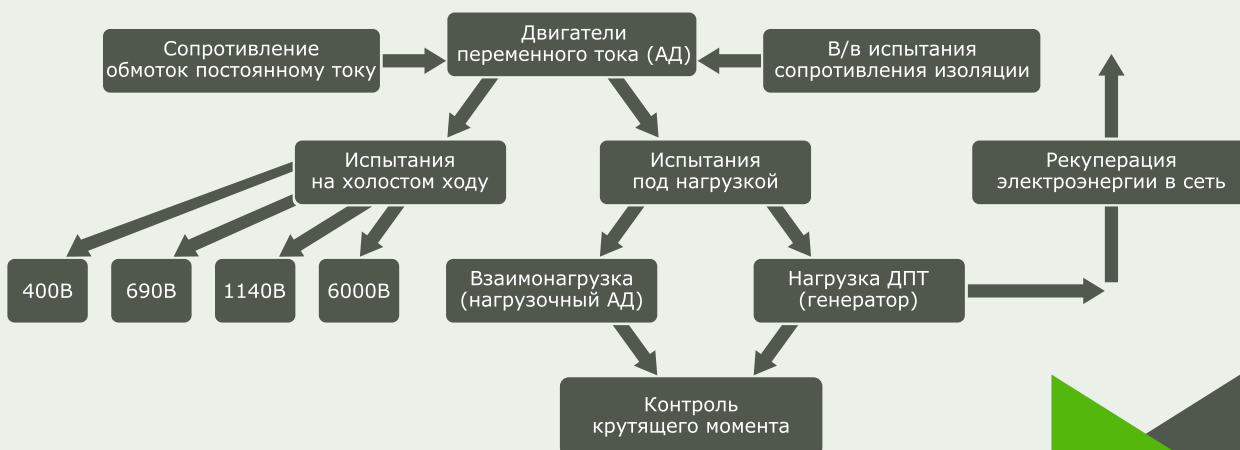 Двигатели
переменного тока (АД)
Сопротивление
обмоток постоянному току
В/в испытания
сопротивления изоляции
Испытания
на холостом ходу
Испытания
под нагрузкой
Рекуперация
электроэнергии в сеть
400В
690В
1140В
6000В
Взаимонагрузка
(нагрузочный АД)
Нагрузка ДПТ
(генератор)
Контроль
крутящего момента